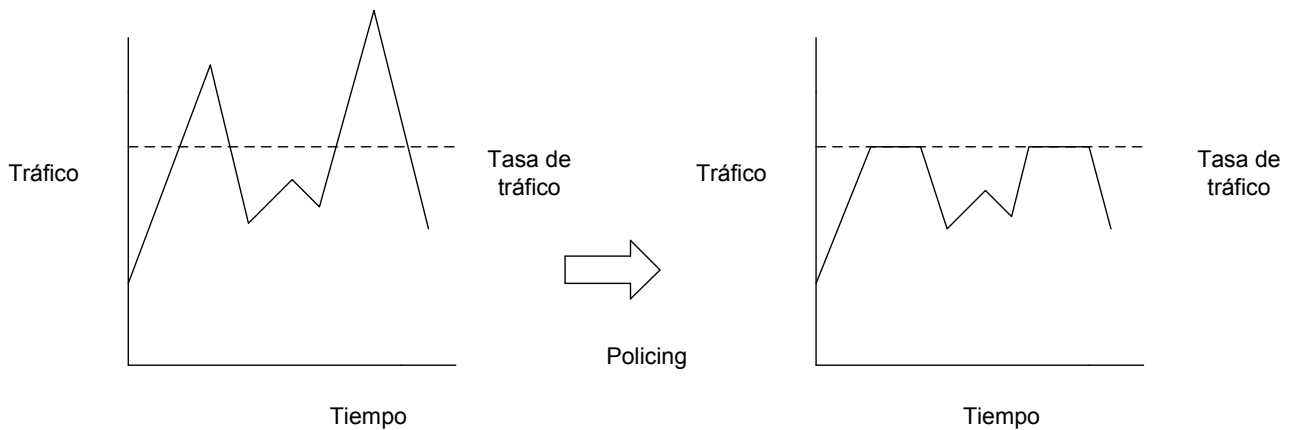 Tráfico
Tasa de
tráfico
Tiempo
Policing
Tráfico
Tasa de
tráfico
Tiempo